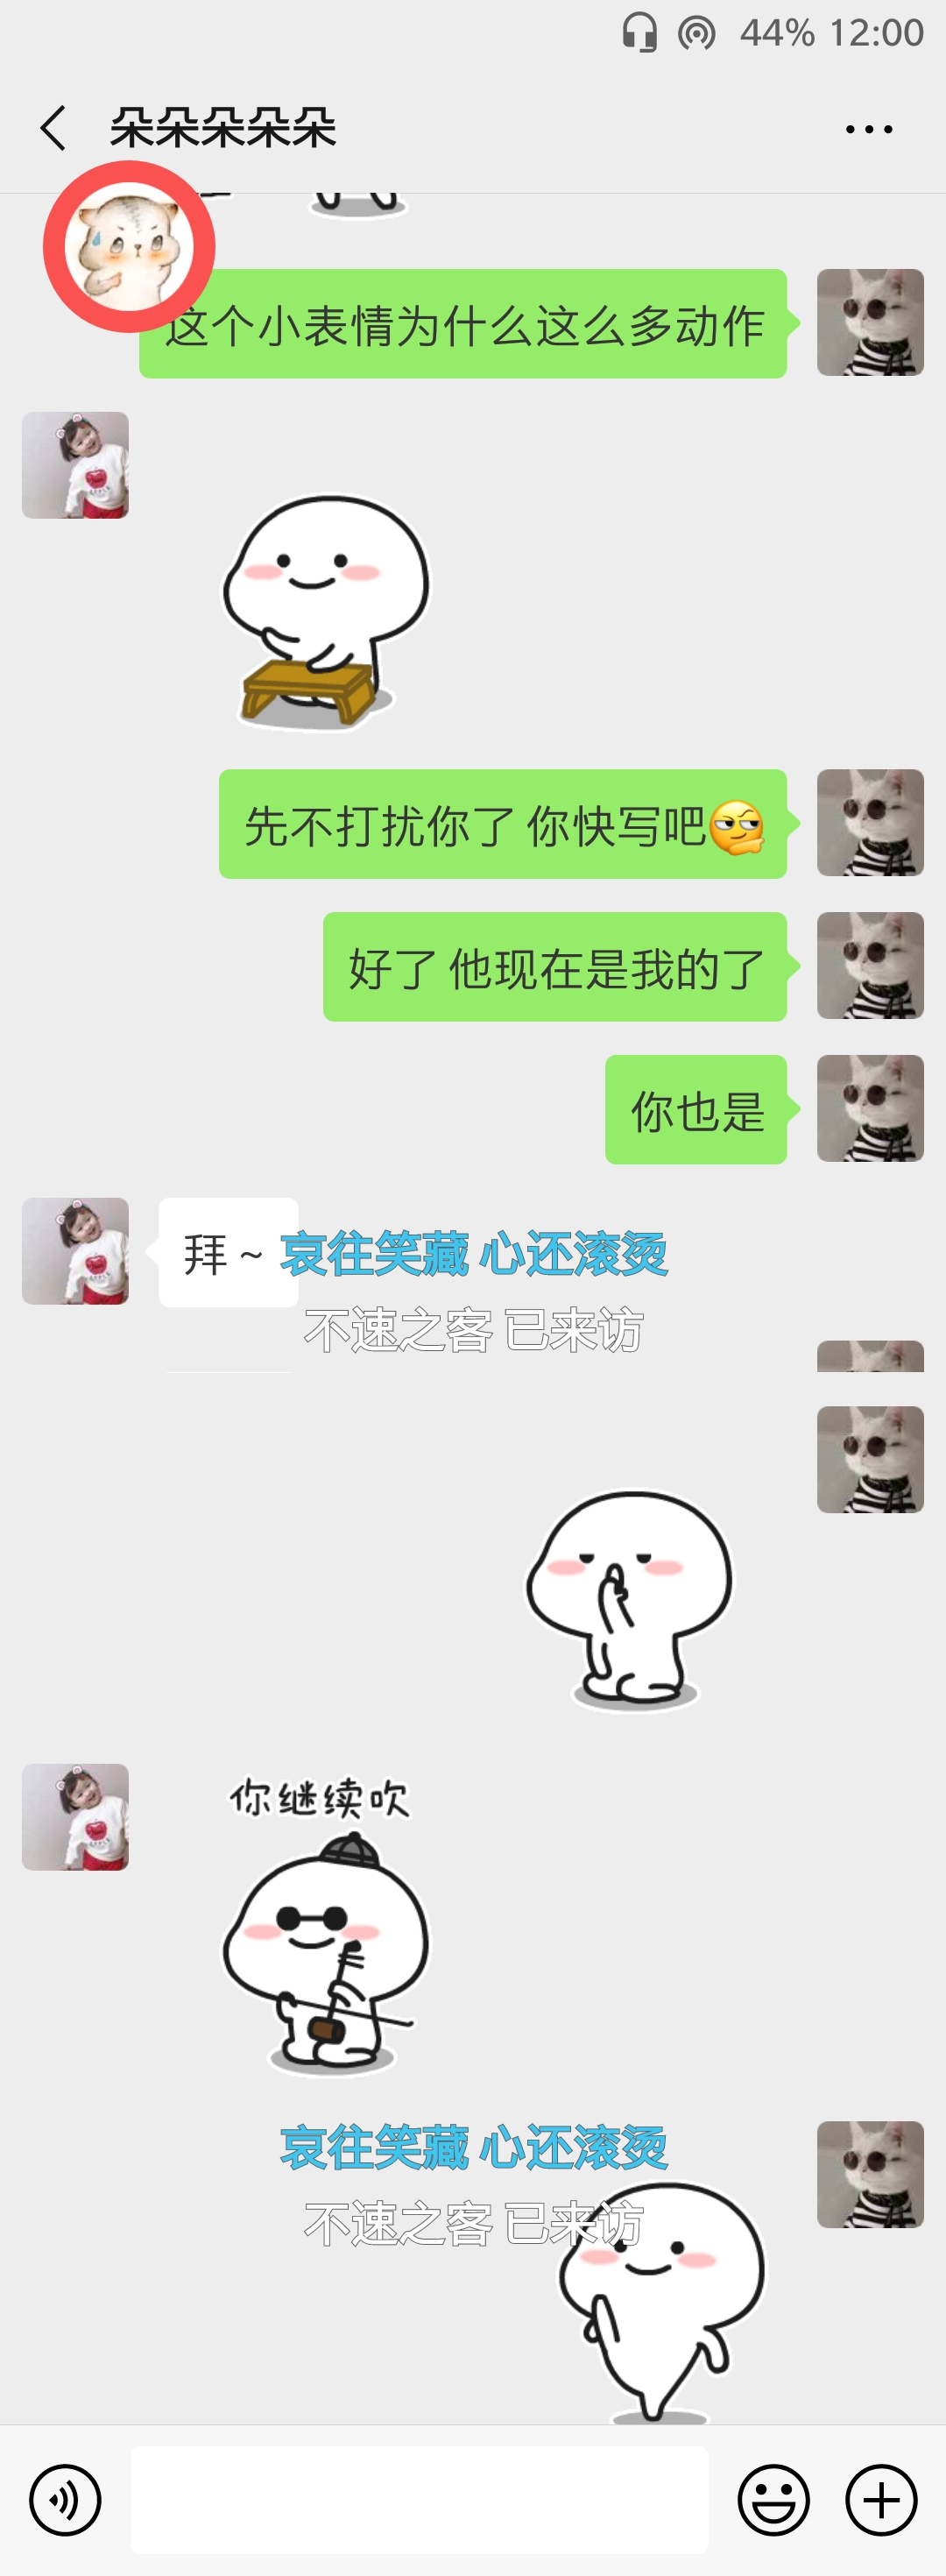 44% 12:00
朵朵朵朵朵
这个小表情为什么这么多动作
先不打扰你了 你快写吧
好了 他现在是我的了
你也是
拜~
哀往笑藏 心还滚烫
不速之客 已来访
你继续吹
哀往笑藏 心还滚烫
不速之客 已来访